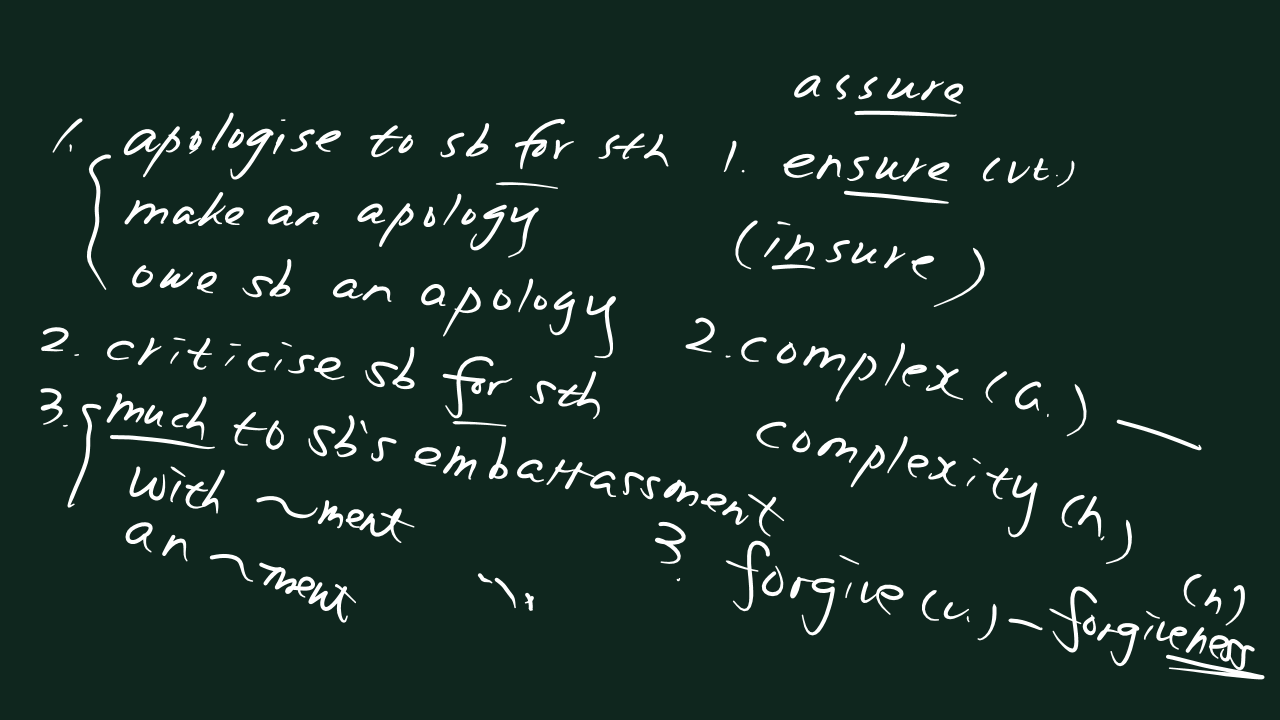 1. apologise to sb for sth
make an apology
owe sb an apology
2. criticise sb for sth
3. much to sb's embarrassment
with ~ment
an ~ment
assure
1. ensure (vt.)
(insure)
2. complex (a.) —
complexity (n.)
3. forgive (v.) — forgiveness (n)